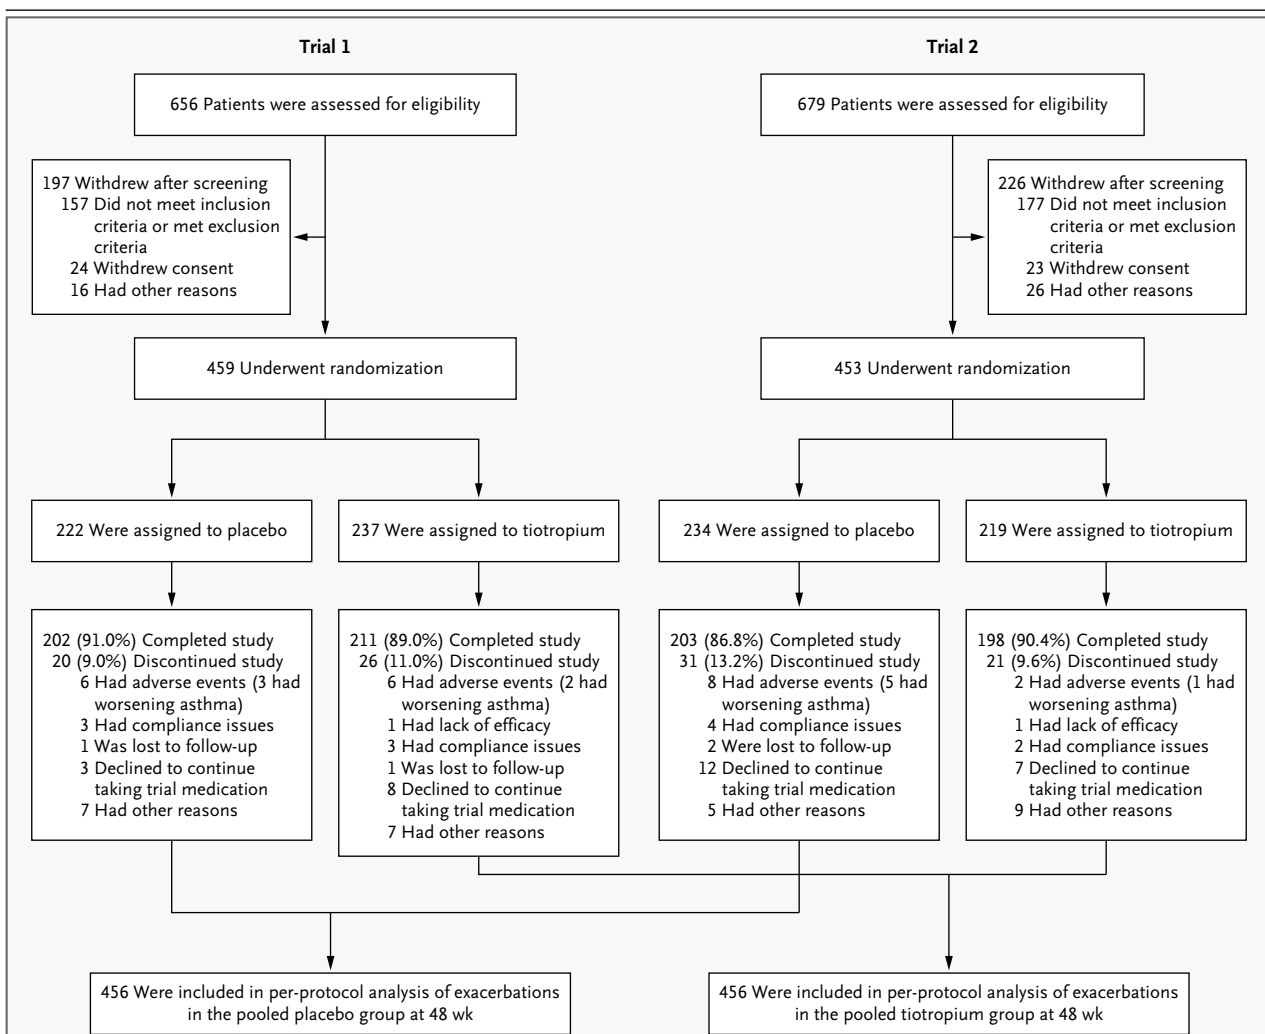 Trial 1
656 Patients were assessed for eligibility
197 Withdrew after screening
157 Did not meet inclusion
criteria or met exclusion
criteria
24 Withdrew consent
16 Had other reasons
459 Underwent randomization
222 Were assigned to placebo
237 Were assigned to tiotropium
202 (91.0%) Completed study
20 (9.0%) Discontinued study
6 Had adverse events (3 had
worsening asthma)
3 Had compliance issues
1 Was lost to follow-up
3 Declined to continue
taking trial medication
7 Had other reasons
211 (89.0%) Completed study
26 (11.0%) Discontinued study
6 Had adverse events (2 had
worsening asthma)
1 Had lack of efficacy
3 Had compliance issues
1 Was lost to follow-up
8 Declined to continue
taking trial medication
7 Had other reasons
Trial 2
679 Patients were assessed for eligibility
226 Withdrew after screening
177 Did not meet inclusion
criteria or met exclusion
criteria
23 Withdrew consent
26 Had other reasons
453 Underwent randomization
234 Were assigned to placebo
219 Were assigned to tiotropium
203 (86.8%) Completed study
31 (13.2%) Discontinued study
8 Had adverse events (5 had
worsening asthma)
4 Had compliance issues
2 Were lost to follow-up
12 Declined to continue
taking trial medication
5 Had other reasons
198 (90.4%) Completed study
21 (9.6%) Discontinued study
2 Had adverse events (1 had
worsening asthma)
1 Had lack of efficacy
2 Had compliance issues
7 Declined to continue
taking trial medication
9 Had other reasons
456 Were included in per-protocol analysis of exacerbations
in the pooled placebo group at 48 wk
456 Were included in per-protocol analysis of exacerbations
in the pooled tiotropium group at 48 wk